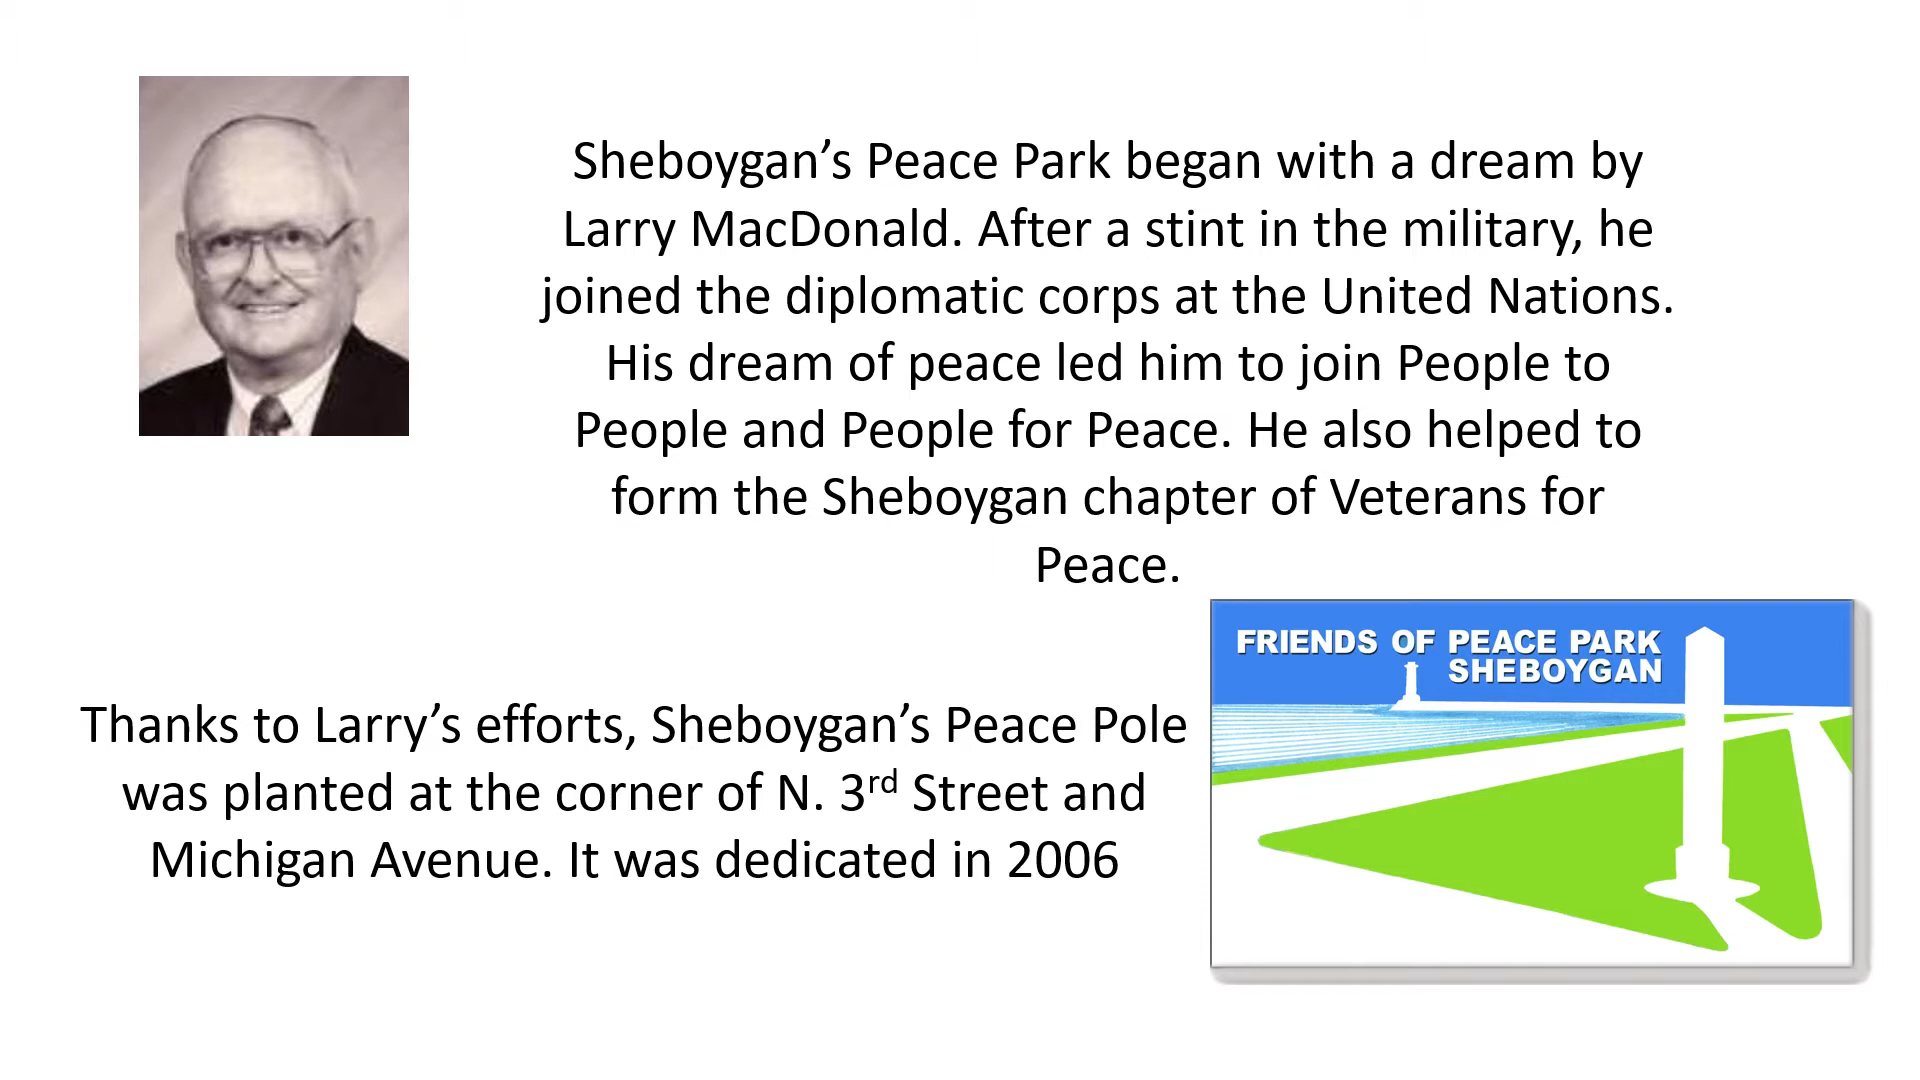 Sheboygan’s Peace Park began with a dream by
Larry MacDonald. After a stint in the military, he
joined the diplomatic corps at the United Nations.
His dream of peace led him to join People to
People and People for Peace. He also helped to
form the Sheboygan chapter of Veterans for
Peace.
FRIENDS OF PEACE PARK
SHEBOYGAN
Thanks to Larry’s efforts, Sheboygan’s Peace Pole
was planted at the corner of N. 3rd Street and
Michigan Avenue. It was dedicated in 2006